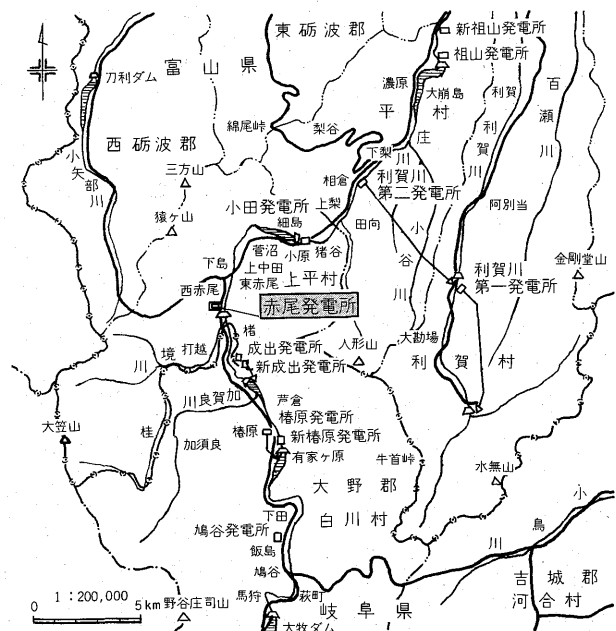 東砺波郡
新祖山発電所
祖山発電所
富山県
刀利ダム
濃原
大崩島
利賀
百瀬川
平村
利賀川
庄川
綿尾峠
梨谷
下梨
西砺波郡
小矢部川
三方山
相倉
利賀川
第二発電所
小田発電所
上梨
阿別当
猿ヶ山
細島
田向
小谷川
菅沼
小原
猪谷
下島
上中田
東赤尾
上平村
金剛堂山
利賀川
第一発電所
西赤尾
赤尾発電所
楮
大勘場
打越
境川
成出発電所
人形山
利賀村
新成出発電所
加賀良川
芦倉
椿原発電所
大笠山
桂
椿原
新椿原発電所
加須良
有家ヶ原
牛首峠
水無山
大野郡
白川村
下田
小鳥川
鳩谷発電所
飯島
鳩谷
吉城郡
河合村
1:200,000
0
5km
野谷庄司山
馬狩
萩町
岐阜県
大牧ダム